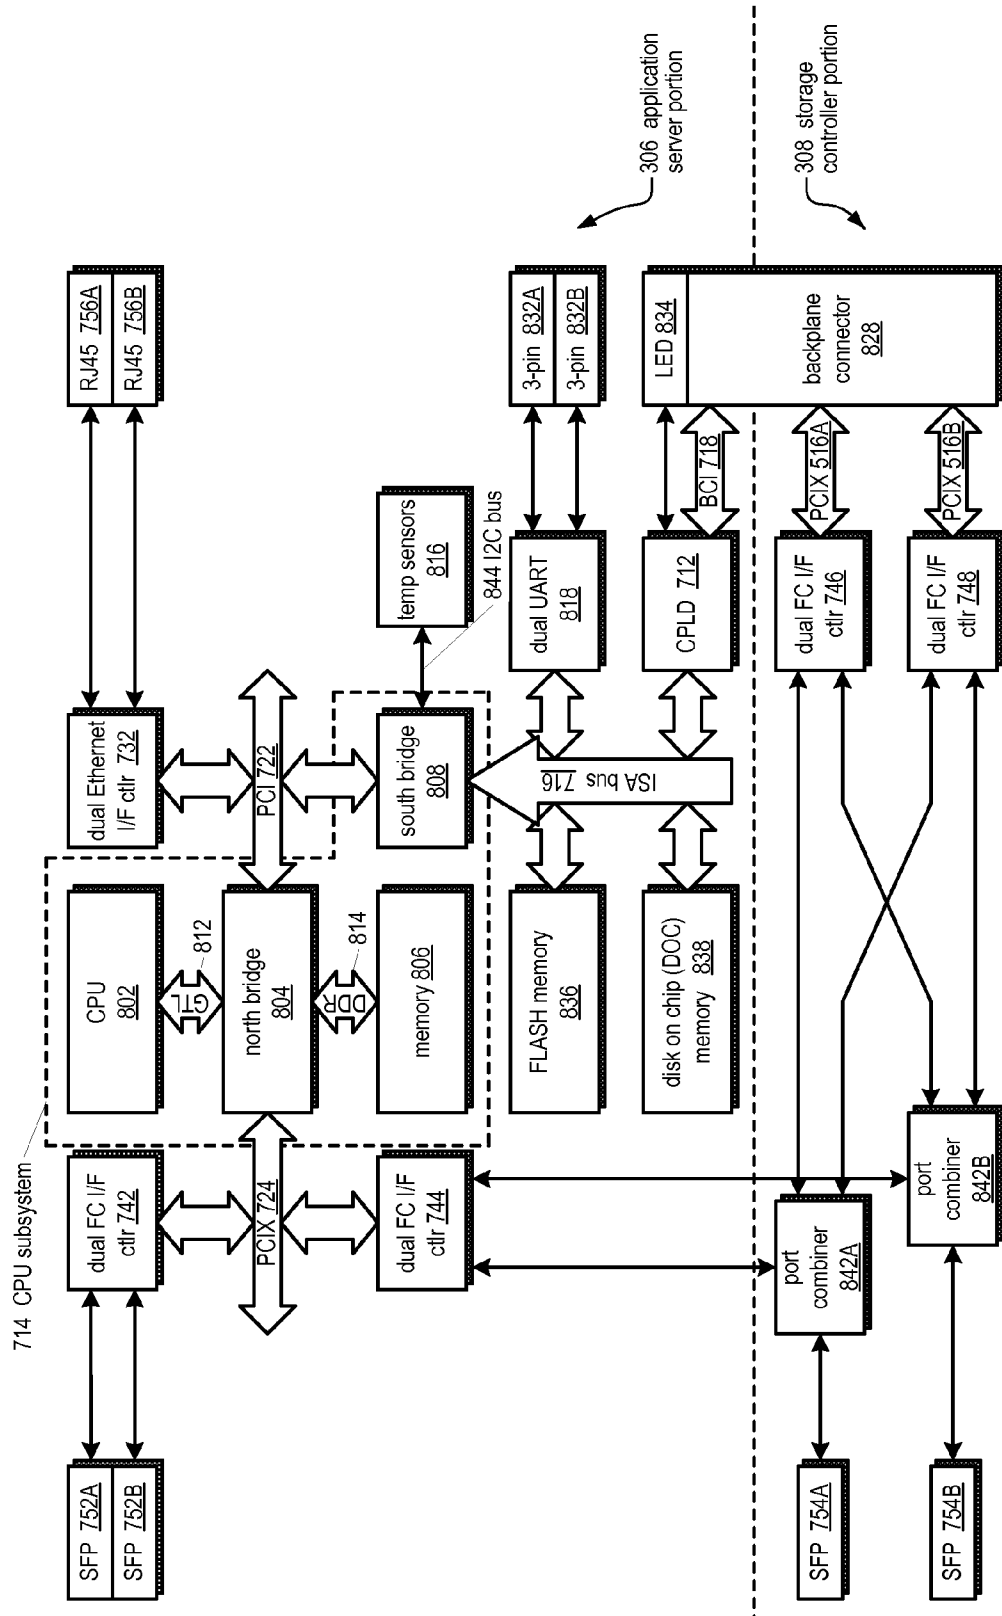 714 CPU subsystem
SFP 752A
SFP 752B
dual FC I/F
ctlr 742
CPU
802
dual Ethernet
I/F ctlr 732
RJ45 756A
RJ45 756B
GTL
812
PCIX 724
north bridge
804
PCI 722
DDR
814
dual FC I/F
ctlr 744
memory 806
south bridge
808
temp sensors
816
844 I2C bus
FLASH memory
836
ISA bus 716
dual UART
818
3-pin 832A
3-pin 832B
306 application
server portion
disk on chip (DOC)
memory 838
CPLD 712
BCI 718
LED 834
backplane
connector
828
308 storage
controller portion
SFP 754A
port
combiner
842A
dual FC I/F
ctlr 746
PCIX 516A
SFP 754B
port
combiner
842B
dual FC I/F
ctlr 748
PCIX 516B